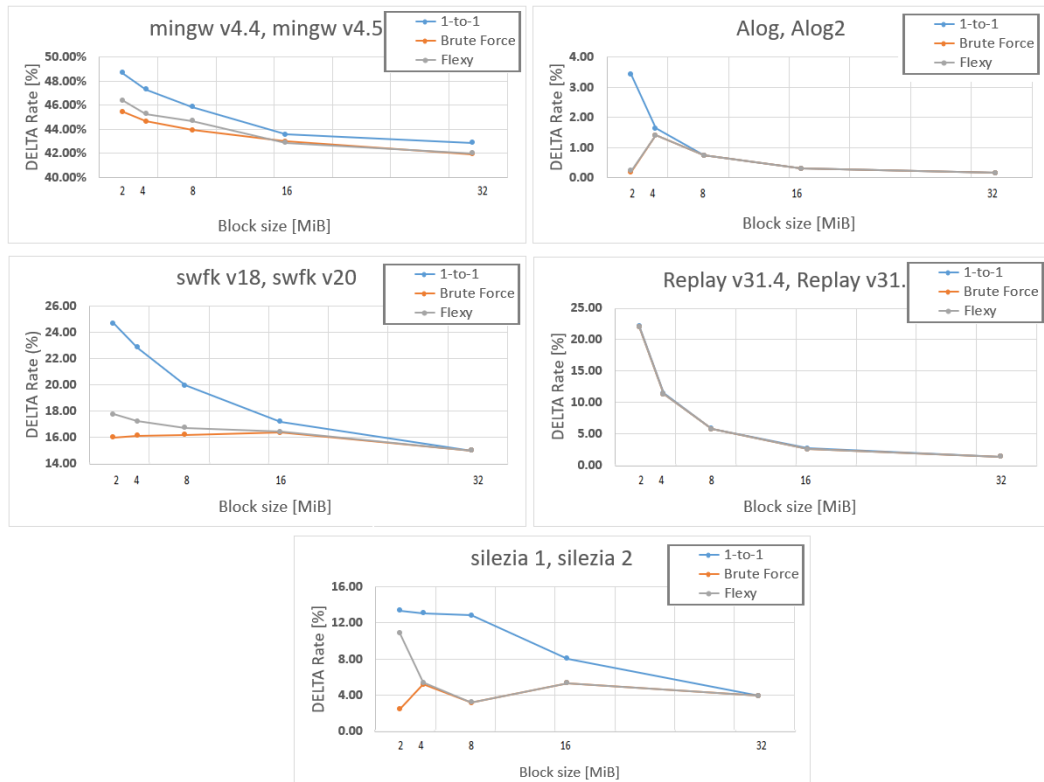 mingw v4.4, mingw v4.5
1-to-1
Brute Force
Flexy
DELTA Rate [%]
50.00%
48.00%
46.00%
44.00%
42.00%
40.00%
2 4 8 16 32
Block size [MiB]
Alog, Alog2
1-to-1
Brute Force
Flexy
DELTA Rate [%]
4.00
3.00
2.00
1.00
0.00
2 4 8 16 32
Block size [MiB]
swfk v18, swfk v20
1-to-1
Brute Force
Flexy
DELTA Rate (%)
26.00
24.00
22.00
20.00
18.00
16.00
14.00
2 4 8 16 32
Block size [MiB]
Replay v31.4, Replay v31.
1-to-1
Brute Force
Flexy
DELTA Rate [%]
25.00
20.00
15.00
10.00
5.00
0.00
2 4 8 16 32
Block size [MiB]
silezia 1, silezia 2
1-to-1
Brute Force
Flexy
DELTA Rate [%]
16.00
12.00
8.00
4.00
0.00
2 4 8 16 32
Block size [MiB]